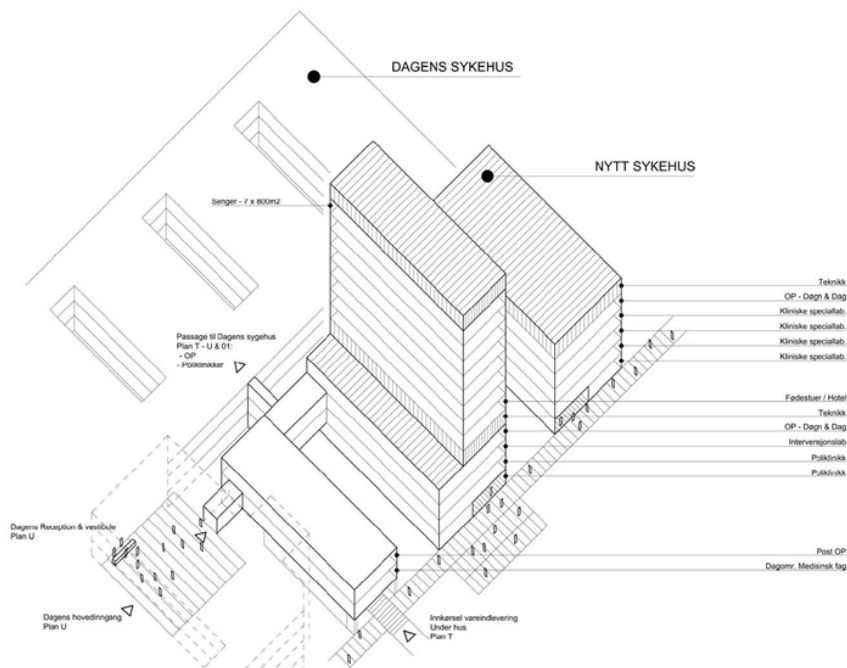 DAGENS SYKEHUS
NYTT SYKEHUS
Senger - 7 x 800m2
Teknikk
OP - Døgn & Dag
Kliniske speciallab.
Kliniske speciallab.
Kliniske speciallab.
Kliniske speciallab.
Passage til Dagens sygehus
Plan T - U & 01:
- OP
- Poliklinikker
Fødestuer / Hotel
Teknikk
OP - Døgn & Dag
Intervensjonslab
Poliklinikk
Poliklinikk
Dagens Reception & vestibule
Plan U
Post OP
Dagomr. Medisinsk fag
Dagens hovedinngang
Plan U
Innkørsel vareindlevering
Under hus
Plan T